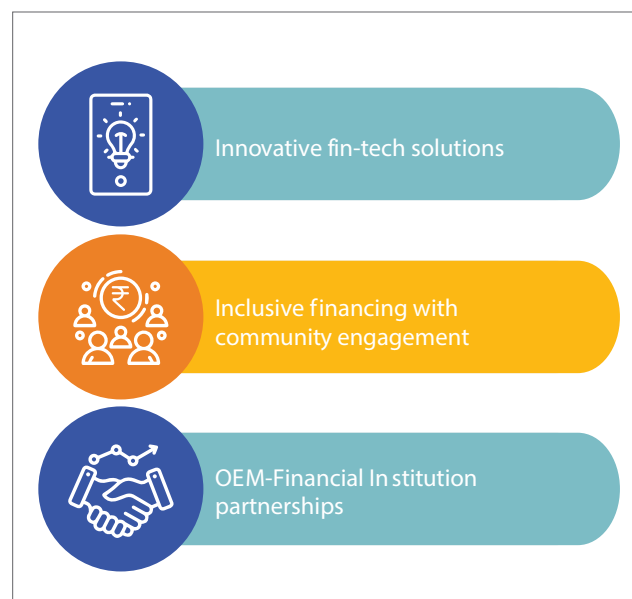 Innovative fin-tech solutions
₹
Inclusive financing with
community engagement
OEM-Financial In stitution
partnerships